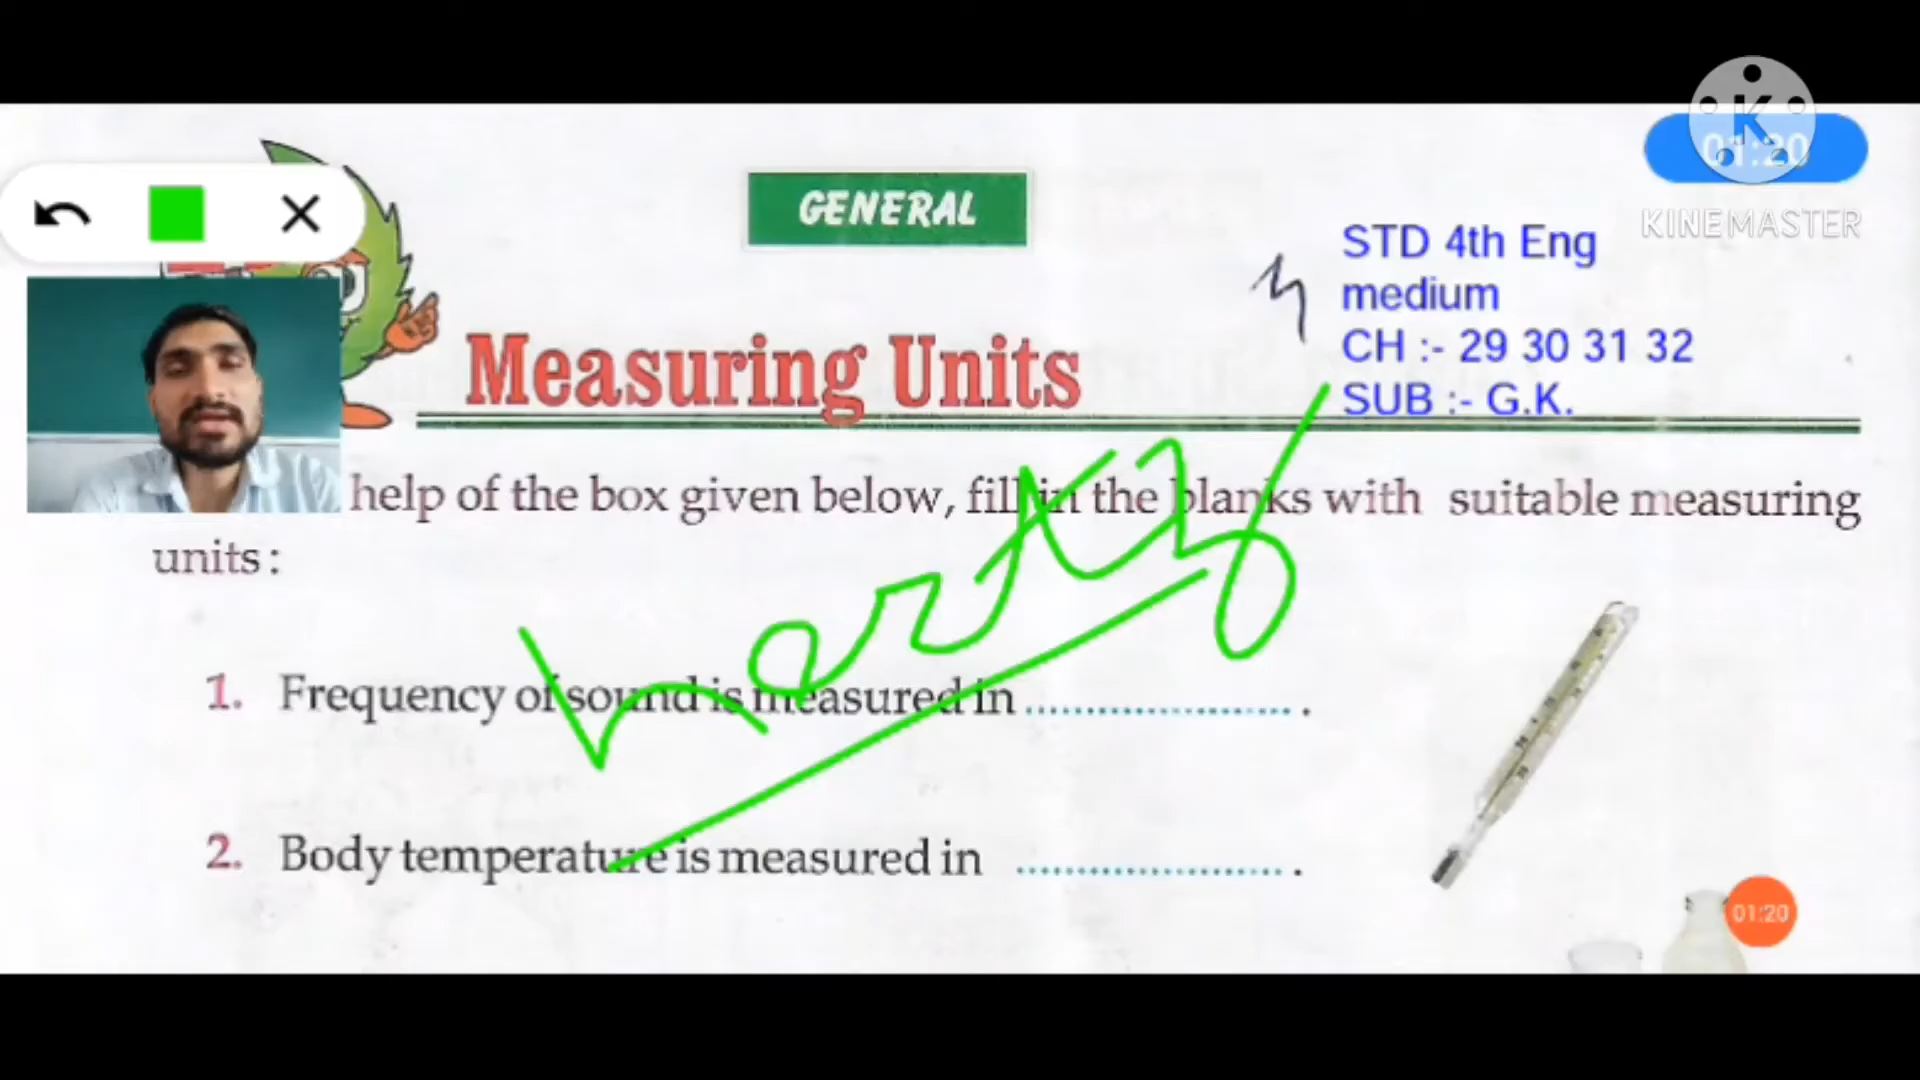 GENERAL
01:20
KINEMASTER
STD 4th Eng
medium
CH :- 29 30 31 32
SUB :- G.K.
Measuring Units
help of the box given below, fill in the blanks with suitable measuring
units :
hertz
1. Frequency of sound is measured in ...................... .
2. Body temperature is measured in ...................... .
01:20